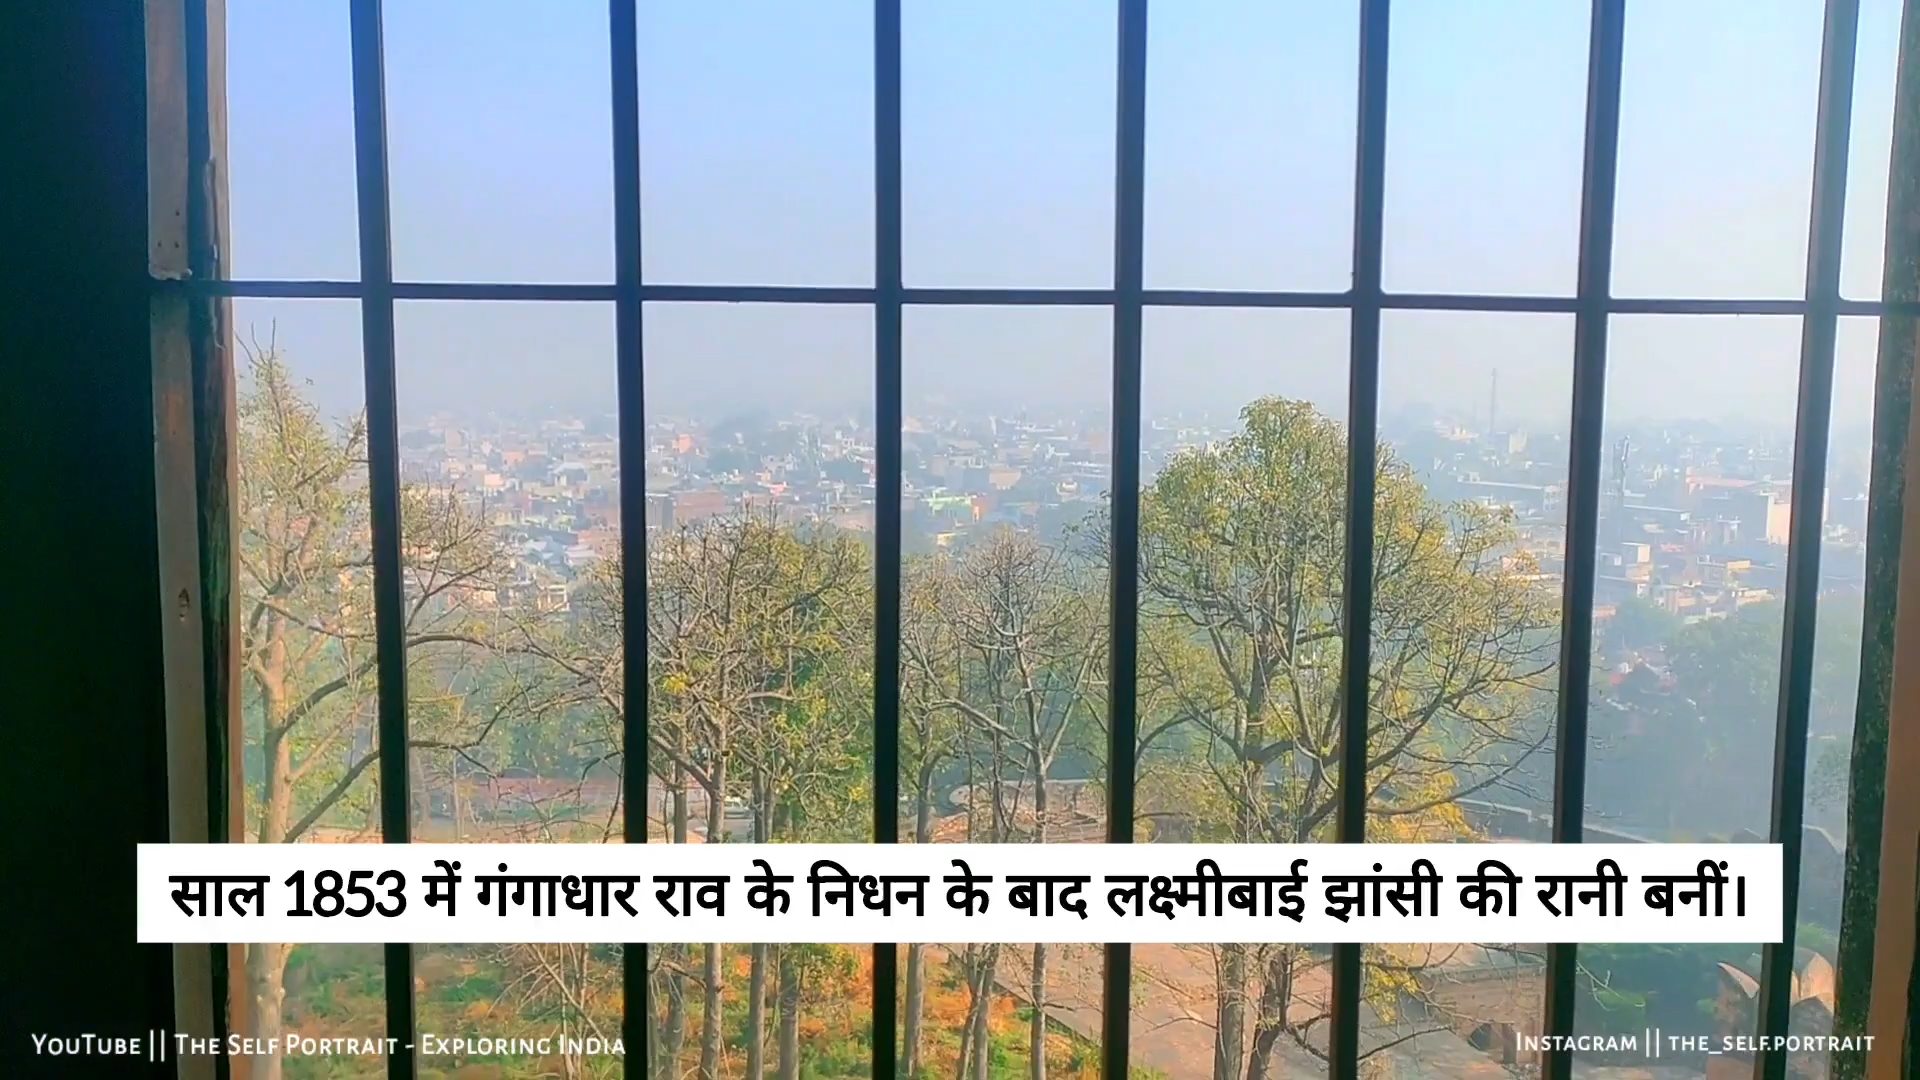 साल 1853 में गंगाधार राव के निधन के बाद लक्ष्मीबाई झांसी की रानी बनीं।
YouTube || The Self Portrait - Exploring India
Instagram || the_self.portrait